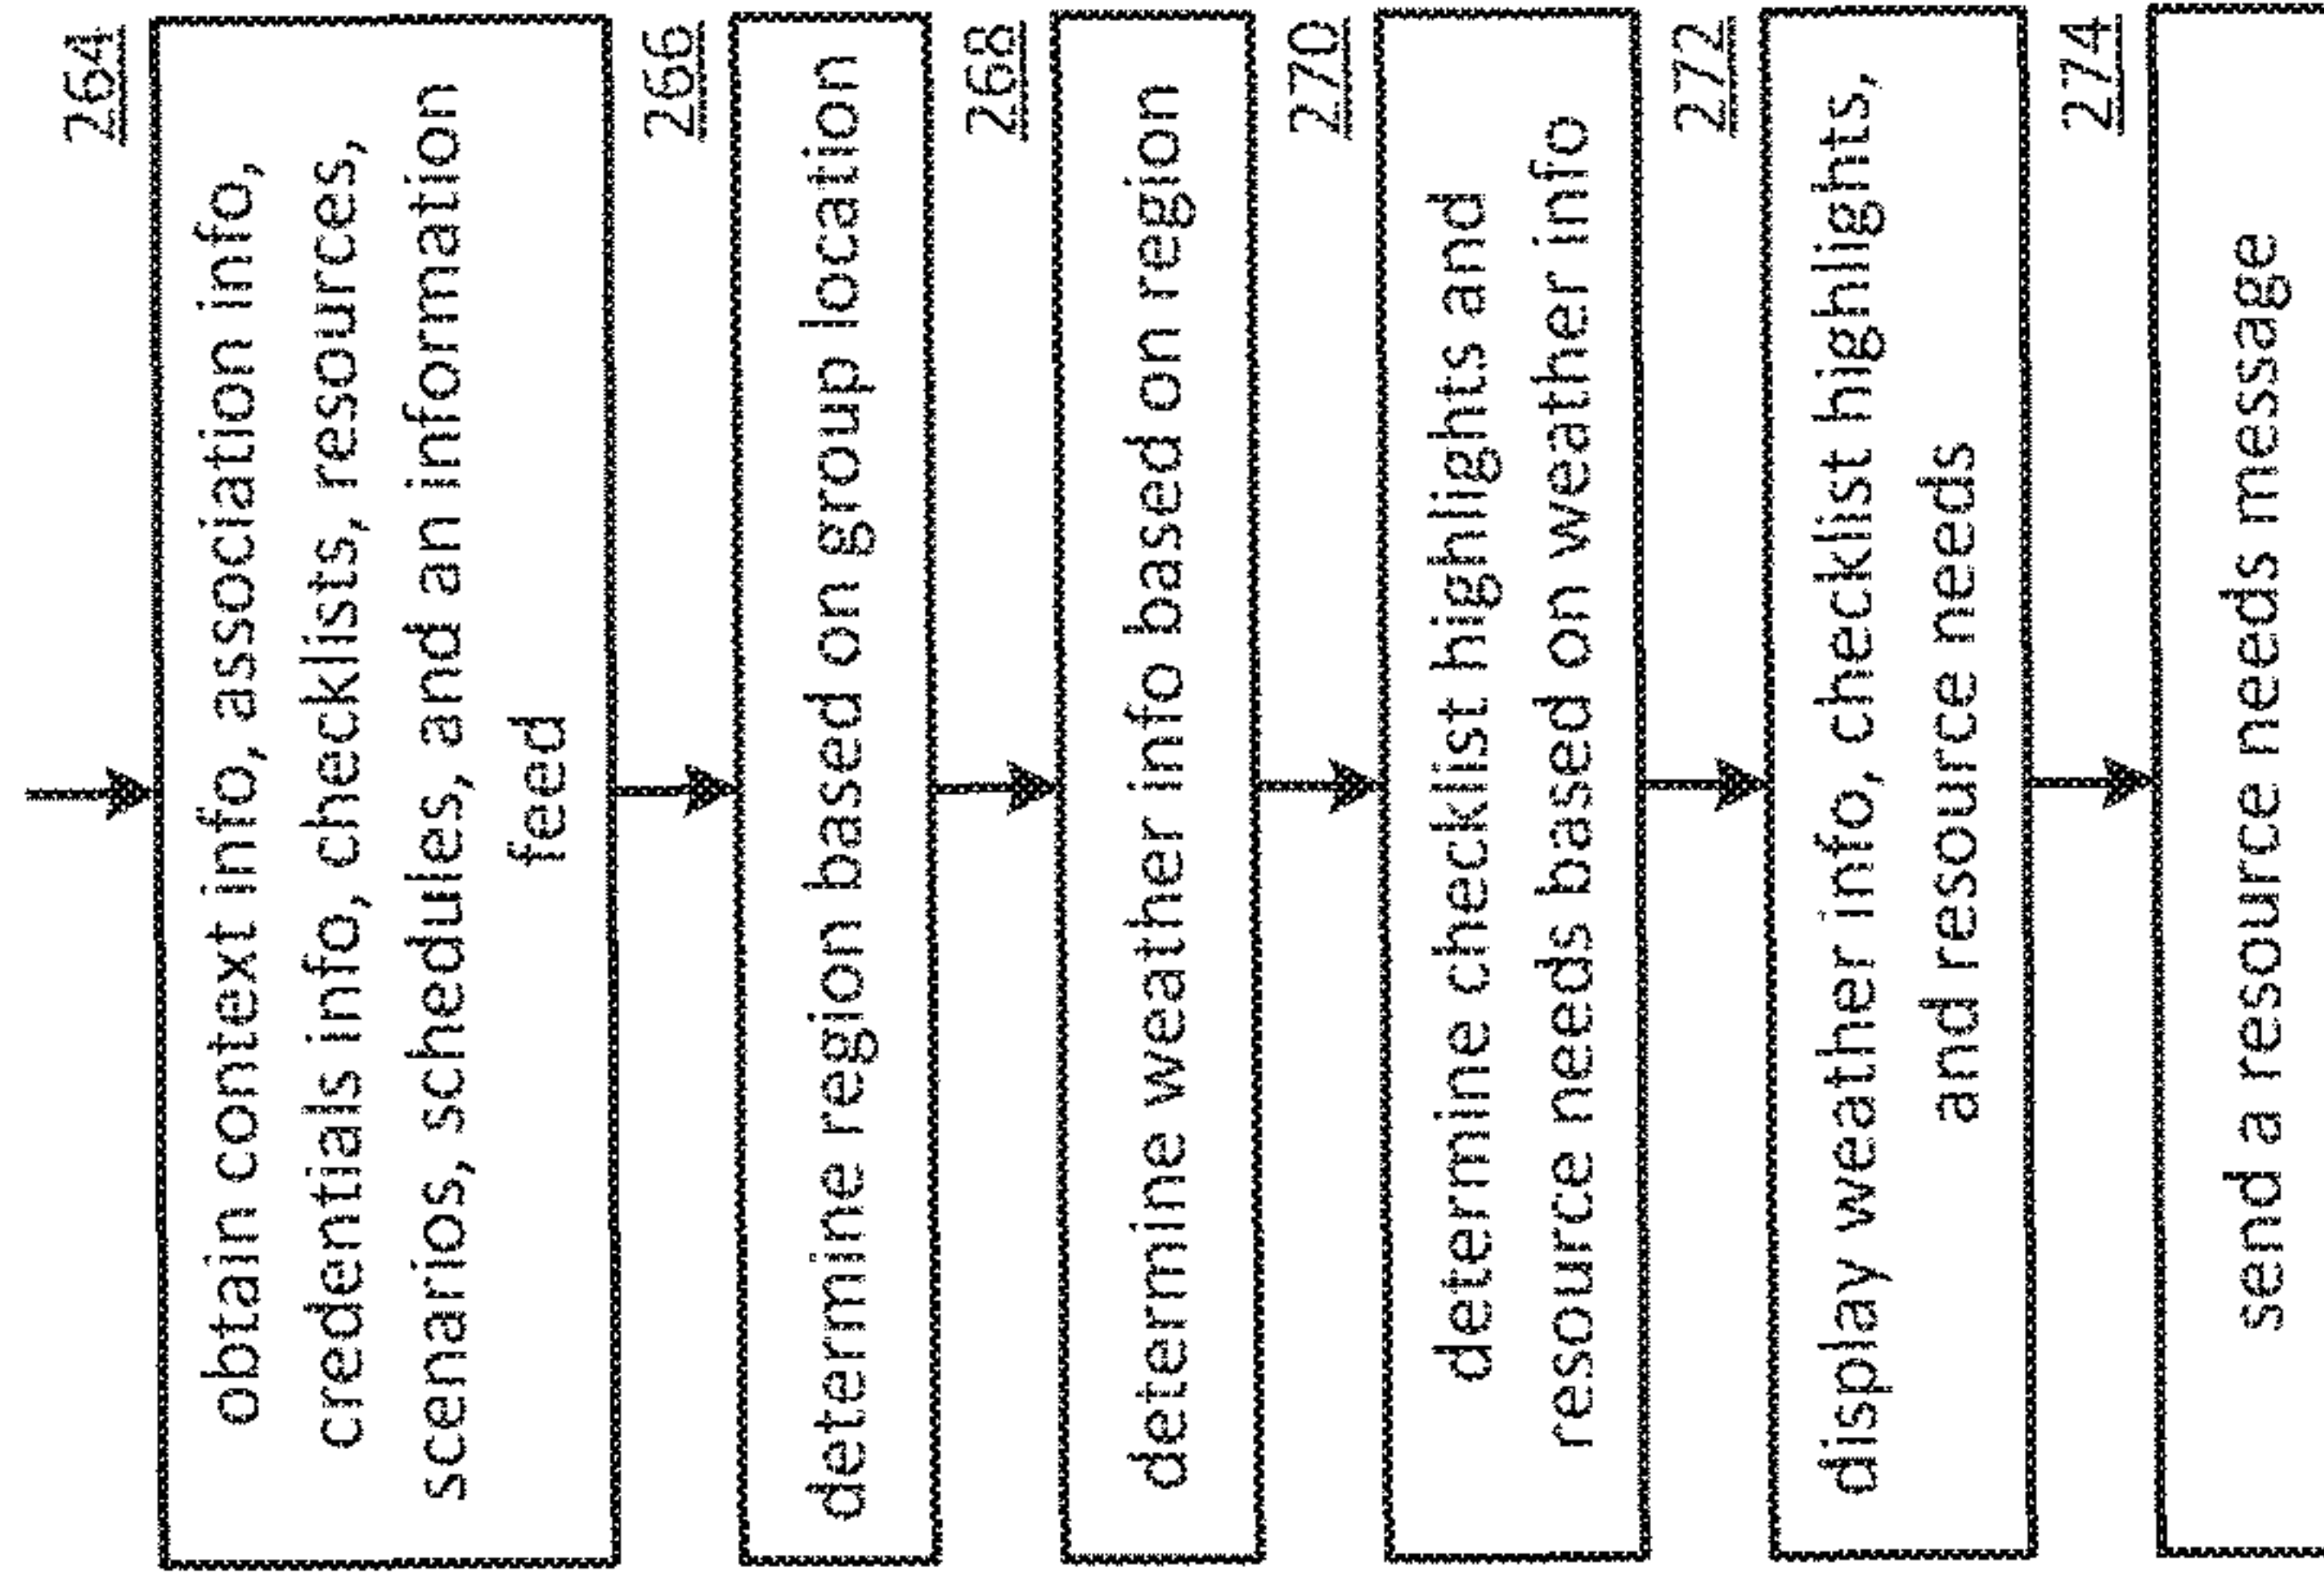 264
obtain context info, association info,
credentials info, checklists, resources,
scenarios, schedules, and an information
feed
266
determine region based on group location
268
determine weather info based on region
270
determine checklist highlights and
resource needs based on weather info
272
display weather info, checklist highlights,
and resource needs
274
send a resource needs message